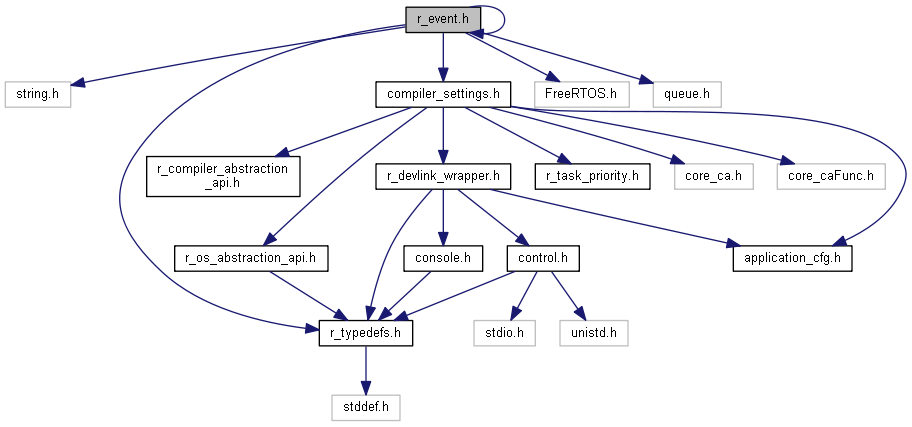 r_event.h
string.h
compiler_settings.h
FreeRTOS.h
queue.h
r_compiler_abstraction
_api.h
r_devlink_wrapper.h
r_task_priority.h
core_ca.h
core_caFunc.h
r_os_abstraction_api.h
console.h
control.h
application_cfg.h
r_typedefs.h
stdio.h
unistd.h
stddef.h